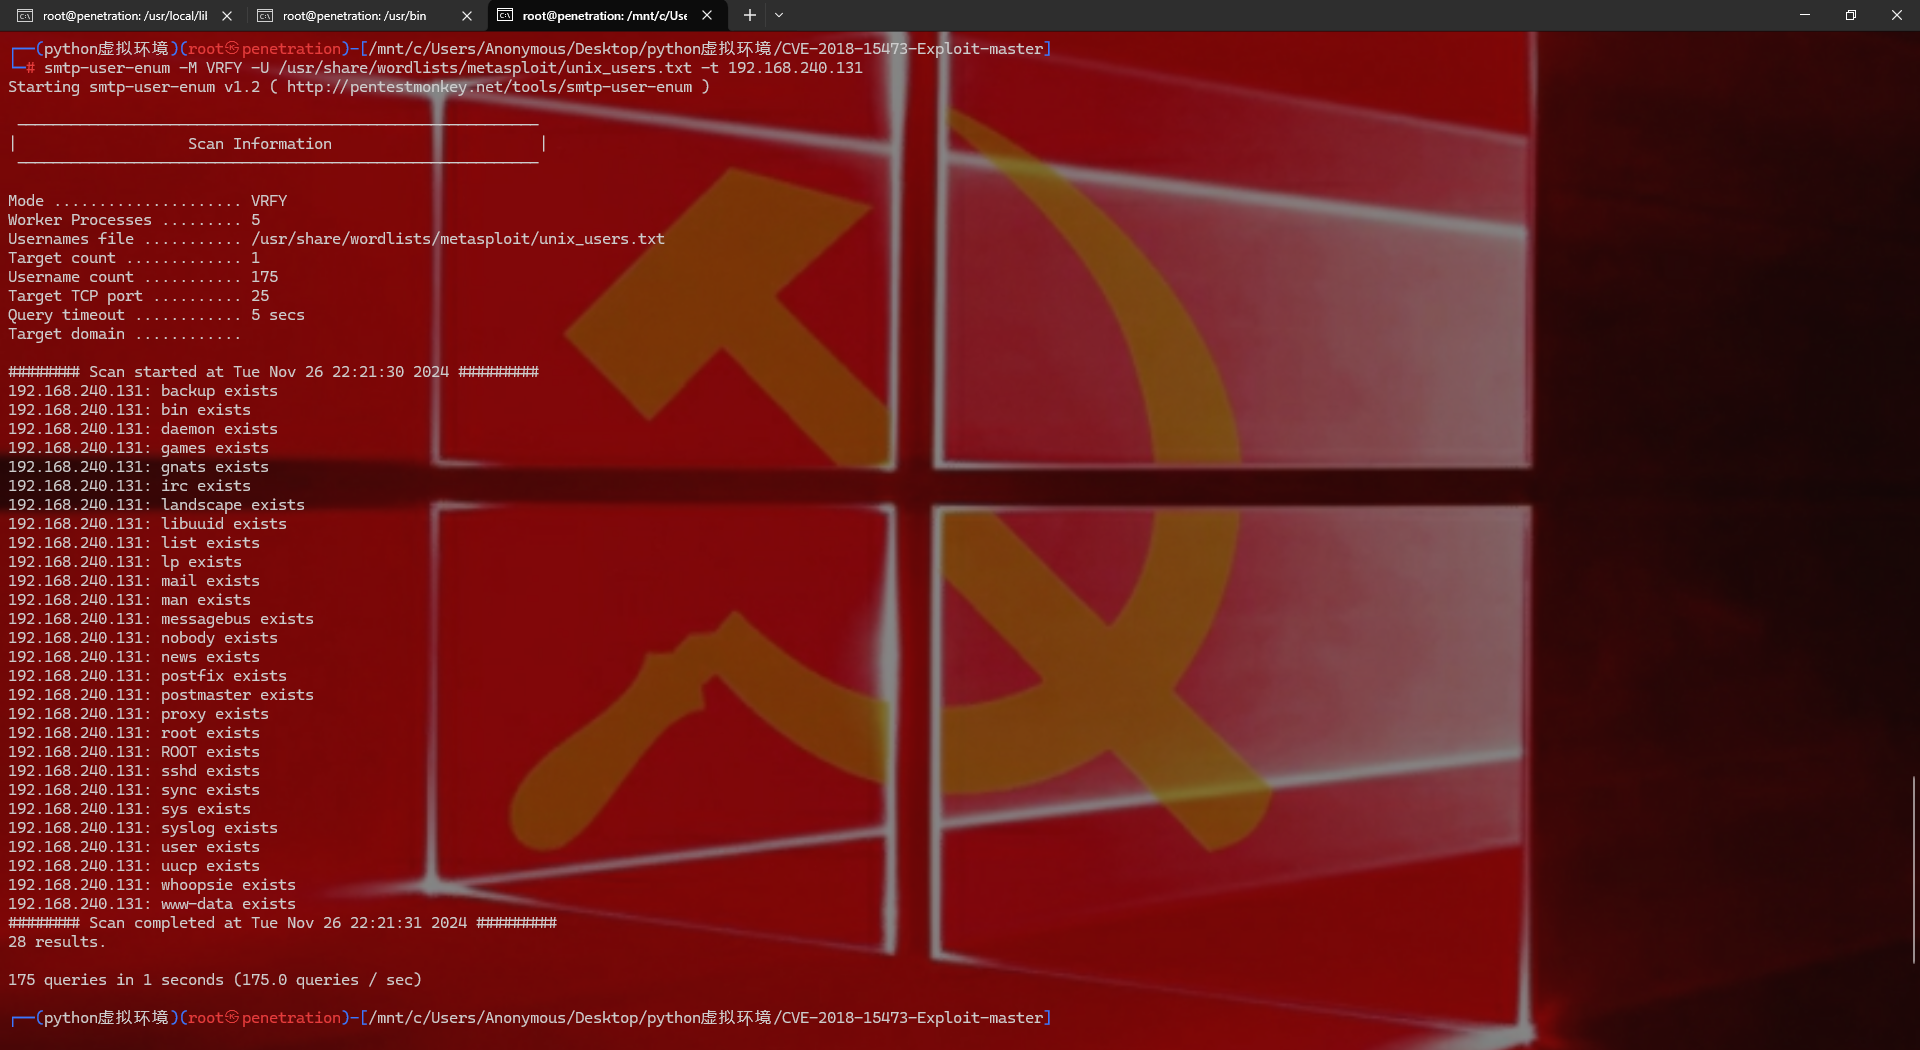 root@penetration: /usr/local/lil
root@penetration: /usr/bin
root@penetration: /mnt/c/Use
┌──(python虚拟环境)(root㉿penetration)-[/mnt/c/Users/Anonymous/Desktop/python虚拟环境/CVE-2018-15473-Exploit-master]
└─# smtp-user-enum -M VRFY -U /usr/share/wordlists/metasploit/unix_users.txt -t 192.168.240.131
Starting smtp-user-enum v1.2 ( http://pentestmonkey.net/tools/smtp-user-enum )
 ----------------------------------------------------------
|                   Scan Information                       |
 ----------------------------------------------------------
Mode ..................... VRFY
Worker Processes ......... 5
Usernames file ........... /usr/share/wordlists/metasploit/unix_users.txt
Target count ............. 1
Username count ........... 175
Target TCP port .......... 25
Query timeout ............ 5 secs
Target domain ............
######## Scan started at Tue Nov 26 22:21:30 2024 #########
192.168.240.131: backup exists
192.168.240.131: bin exists
192.168.240.131: daemon exists
192.168.240.131: games exists
192.168.240.131: gnats exists
192.168.240.131: irc exists
192.168.240.131: landscape exists
192.168.240.131: libuuid exists
192.168.240.131: list exists
192.168.240.131: lp exists
192.168.240.131: mail exists
192.168.240.131: man exists
192.168.240.131: messagebus exists
192.168.240.131: nobody exists
192.168.240.131: news exists
192.168.240.131: postfix exists
192.168.240.131: postmaster exists
192.168.240.131: proxy exists
192.168.240.131: root exists
192.168.240.131: ROOT exists
192.168.240.131: sshd exists
192.168.240.131: sync exists
192.168.240.131: sys exists
192.168.240.131: syslog exists
192.168.240.131: user exists
192.168.240.131: uucp exists
192.168.240.131: whoopsie exists
192.168.240.131: www-data exists
######## Scan completed at Tue Nov 26 22:21:31 2024 #########
28 results.
175 queries in 1 seconds (175.0 queries / sec)
┌──(python虚拟环境)(root㉿penetration)-[/mnt/c/Users/Anonymous/Desktop/python虚拟环境/CVE-2018-15473-Exploit-master]